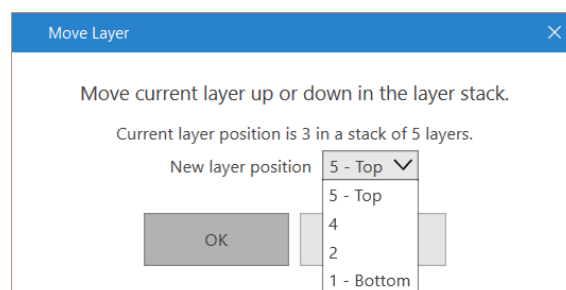 Move Layer
Move current layer up or down in the layer stack.
Current layer position is 3 in a stack of 5 layers.
New layer position 5 - Top
5 - Top
4
OK
2
1 - Bottom